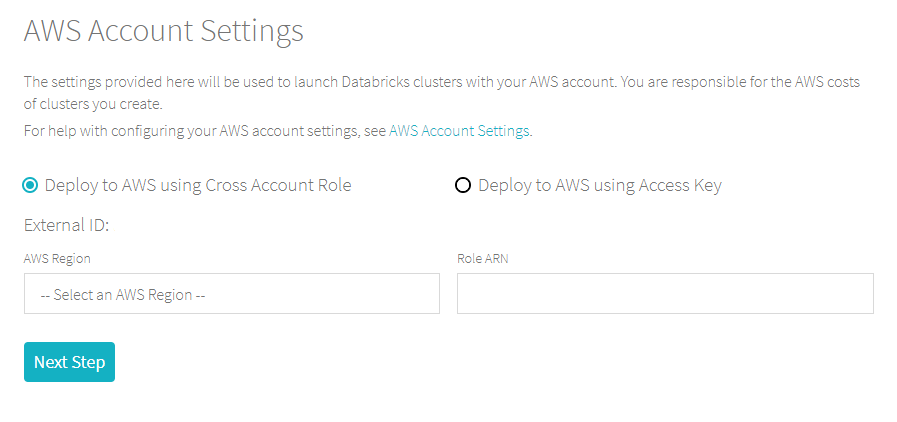 AWS Account Settings
The settings provided here will be used to launch Databricks clusters with your AWS account. You are responsible for the AWS costs
of clusters you create.
For help with configuring your AWS account settings, see AWS Account Settings.
Deploy to AWS using Cross Account Role
Deploy to AWS using Access Key
External ID:
AWS Region
Role ARN
-- Select an AWS Region --
Next Step